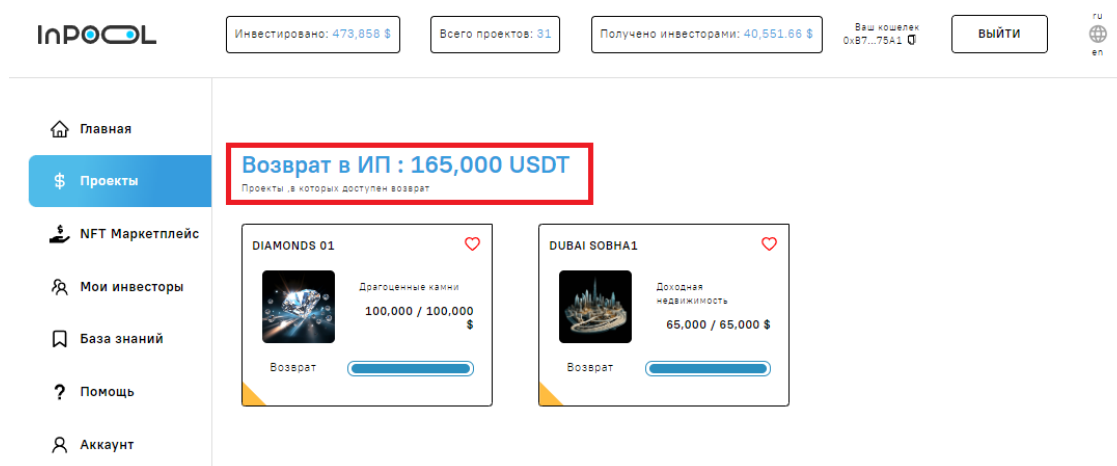 InPOOL
Инвестировано: 473,858 $
Всего проектов: 31
Получено инвесторами: 40,551.66 $
Ваш кошелек
0xB7...75A1
ВЫЙТИ
ru
en
Главная
$ Проекты
NFT Маркетплейс
Мои инвесторы
База знаний
? Помощь
Аккаунт
Возврат в ИП : 165,000 USDT
Проекты ,в которых доступен возврат
DIAMONDS 01
Драгоценные камни
100,000 / 100,000
$
Возврат
DUBAI SOBHA1
Доходная
недвижимость
65,000 / 65,000 $
Возврат